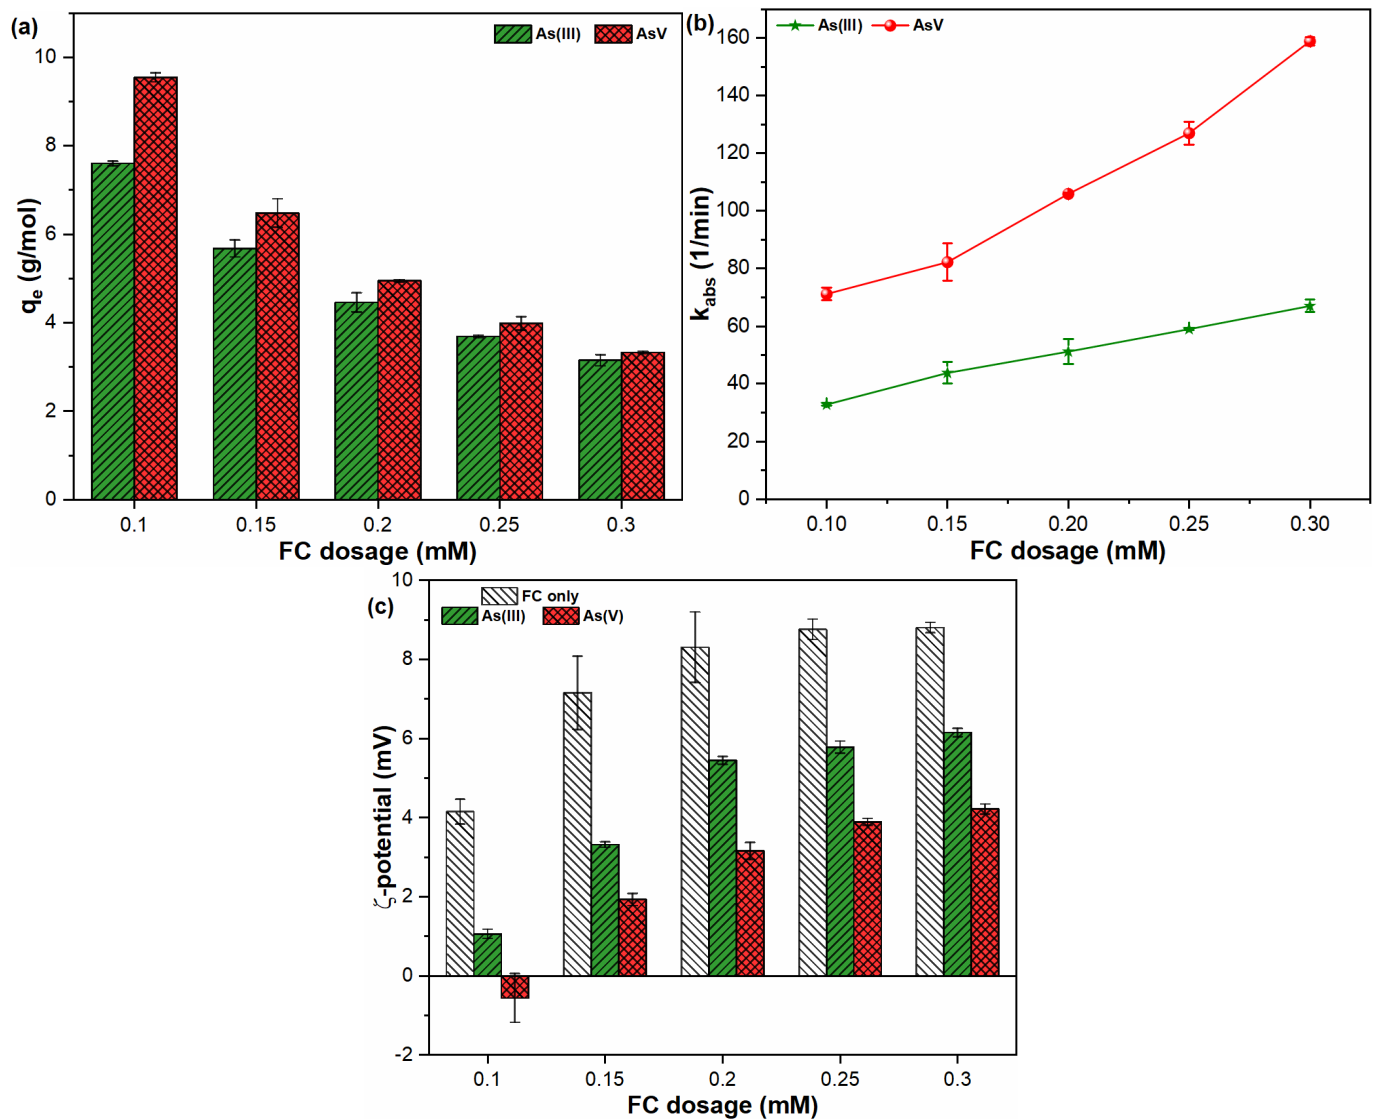 (a)
As(III) AsV
10
8
6
4
2
0
qe (g/mol)
0.1 0.15 0.2 0.25 0.3
FC dosage (mM)
(b)
As(III) AsV
160
140
120
100
80
60
40
20
0
kabs (1/min)
0.10 0.15 0.20 0.25 0.30
FC dosage (mM)
(c)
FC only
As(III) As(V)
10
8
6
4
2
0
-2
ζ-potential (mV)
0.1 0.15 0.2 0.25 0.3
FC dosage (mM)